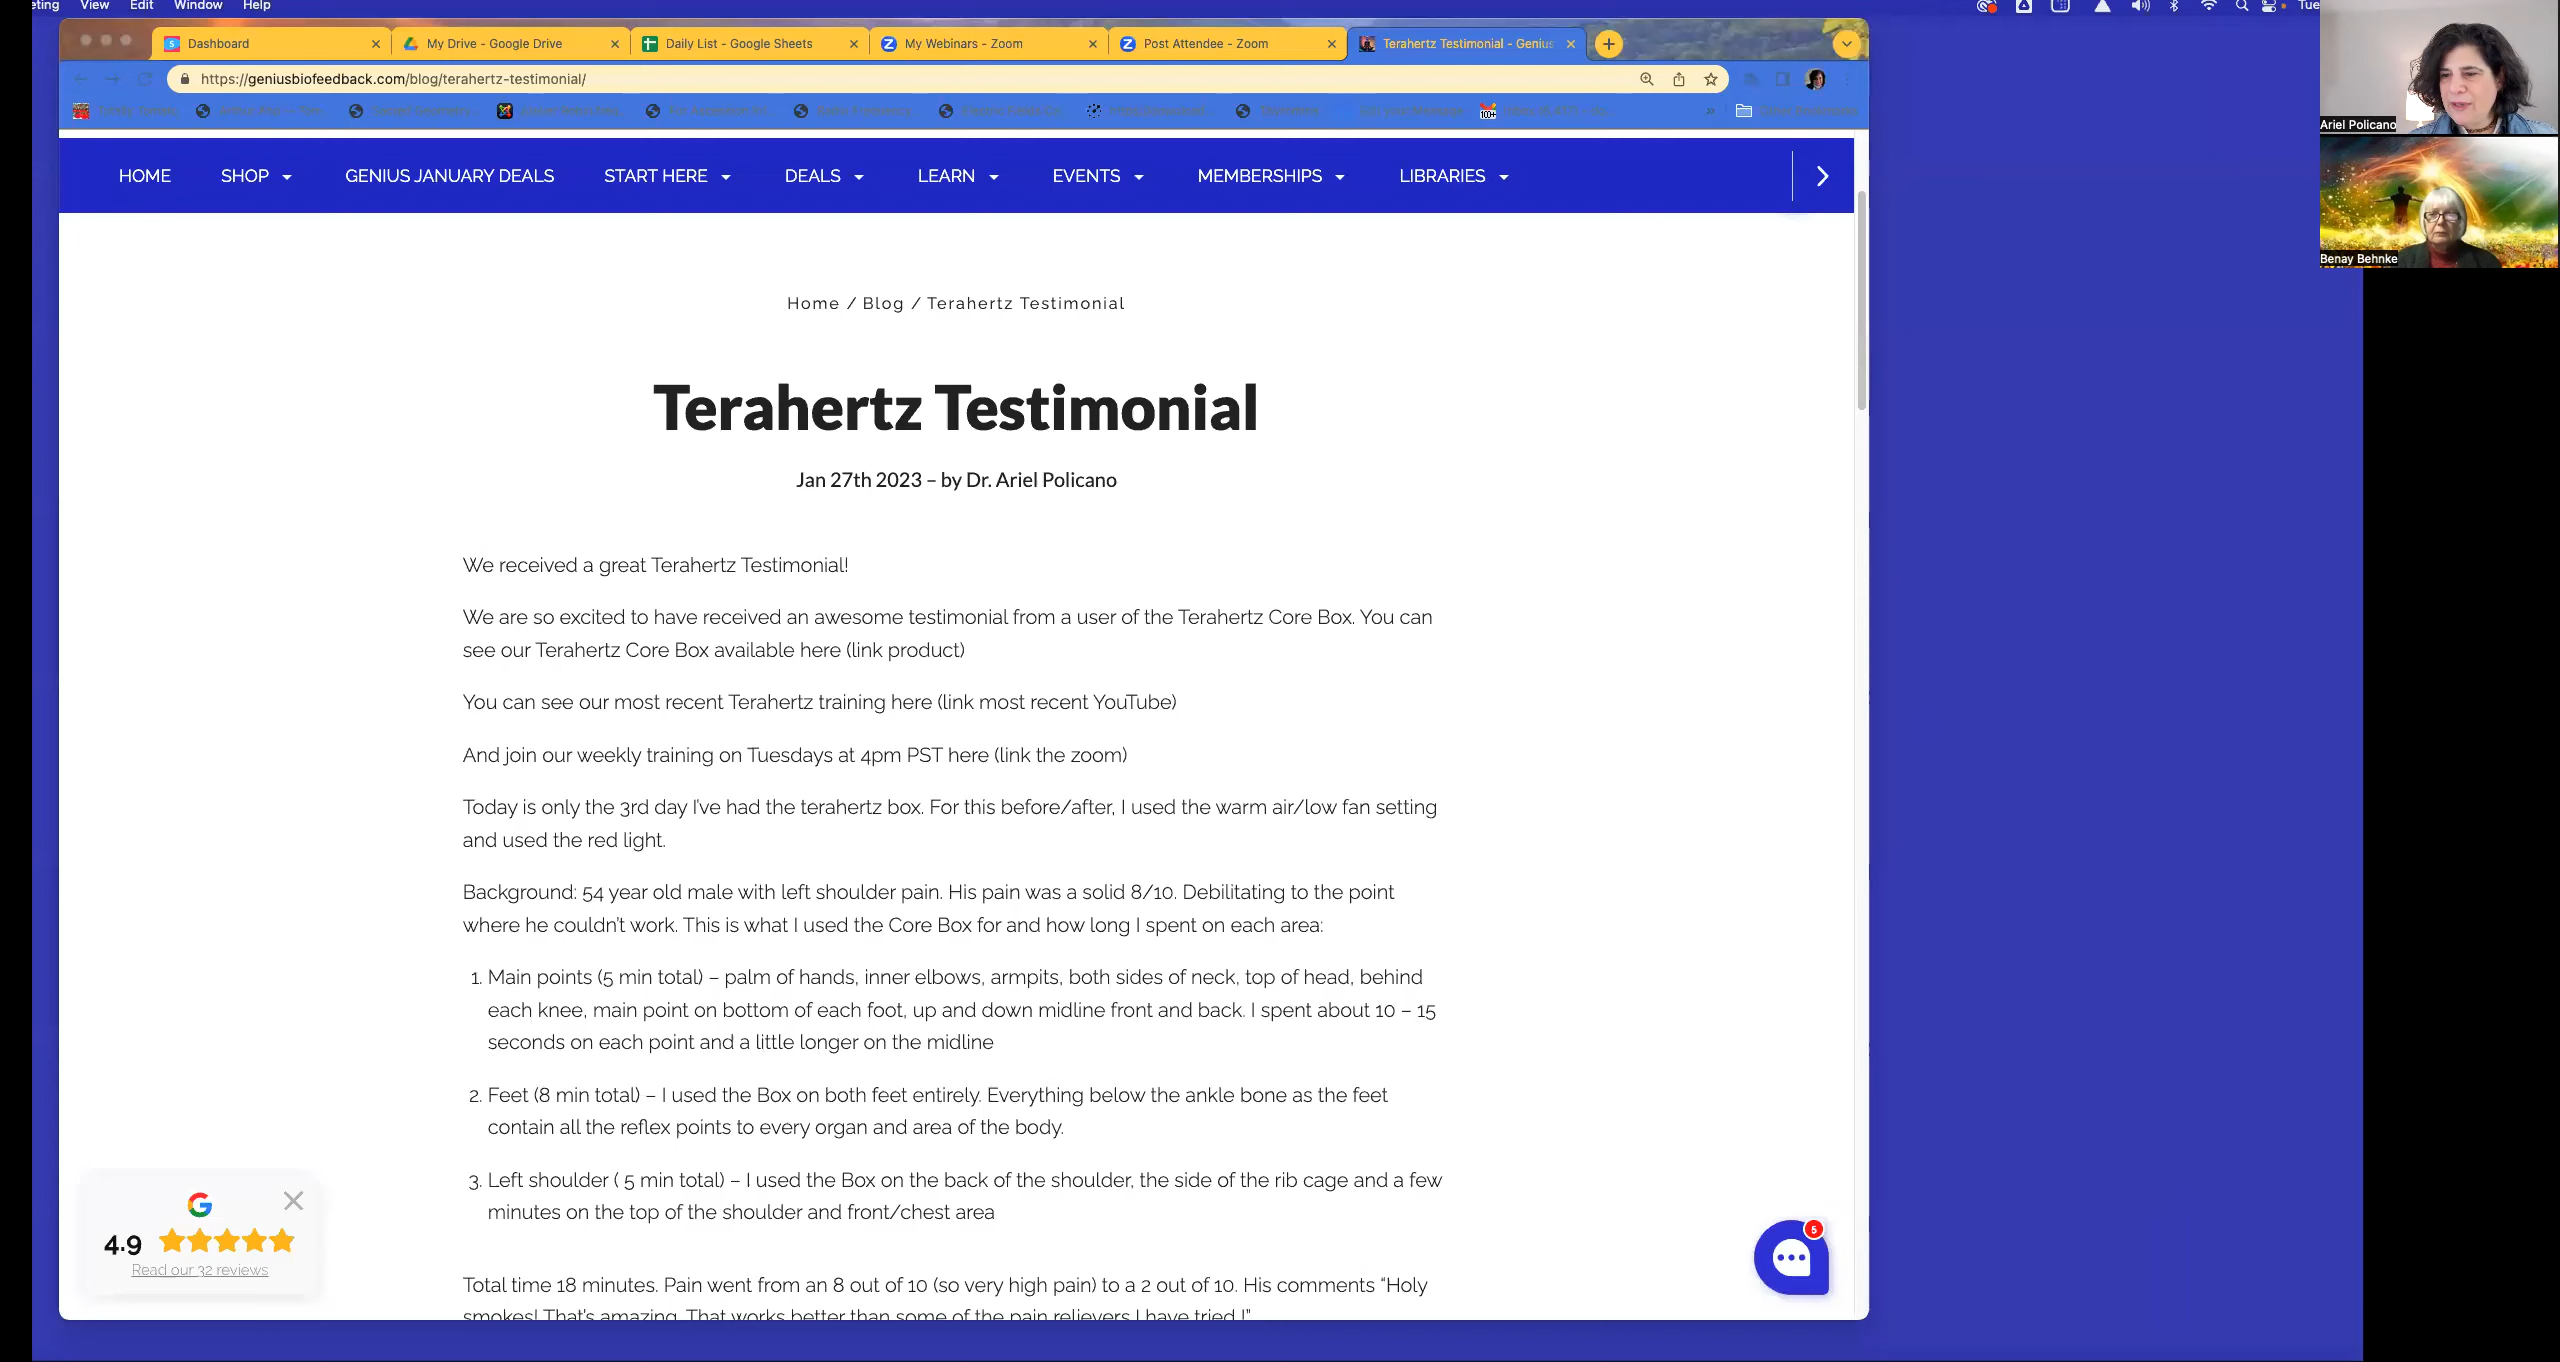 eting View Edit Window Help
Tue
Dashboard
My Drive - Google Drive
Daily List - Google Sheets
My Webinars - Zoom
Post Attendee - Zoom
Terahertz Testimonial - Genius
https://geniusbiofeedback.com/blog/terahertz-testimonial/
Ariel Policano
Benay Behnke
HOME SHOP GENIUS JANUARY DEALS START HERE DEALS LEARN EVENTS MEMBERSHIPS LIBRARIES
Home / Blog / Terahertz Testimonial
Terahertz Testimonial
Jan 27th 2023 – by Dr. Ariel Policano
We received a great Terahertz Testimonial!
We are so excited to have received an awesome testimonial from a user of the Terahertz Core Box. You can
see our Terahertz Core Box available here (link product)
You can see our most recent Terahertz training here (link most recent YouTube)
And join our weekly training on Tuesdays at 4pm PST here (link the zoom)
Today is only the 3rd day I've had the terahertz box. For this before/after, I used the warm air/low fan setting
and used the red light.
Background: 54 year old male with left shoulder pain. His pain was a solid 8/10. Debilitating to the point
where he couldn't work. This is what I used the Core Box for and how long I spent on each area:
1. Main points (5 min total) – palm of hands, inner elbows, armpits, both sides of neck, top of head, behind
each knee, main point on bottom of each foot, up and down midline front and back. I spent about 10 – 15
seconds on each point and a little longer on the midline
2. Feet (8 min total) – I used the Box on both feet entirely. Everything below the ankle bone as the feet
contain all the reflex points to every organ and area of the body.
3. Left shoulder ( 5 min total) – I used the Box on the back of the shoulder, the side of the rib cage and a few
minutes on the top of the shoulder and front/chest area
Total time 18 minutes. Pain went from an 8 out of 10 (so very high pain) to a 2 out of 10. His comments “Holy
smokes! That's amazing. That works better than some of the pain relievers I have tried !”
4.9
Read our 32 reviews
5